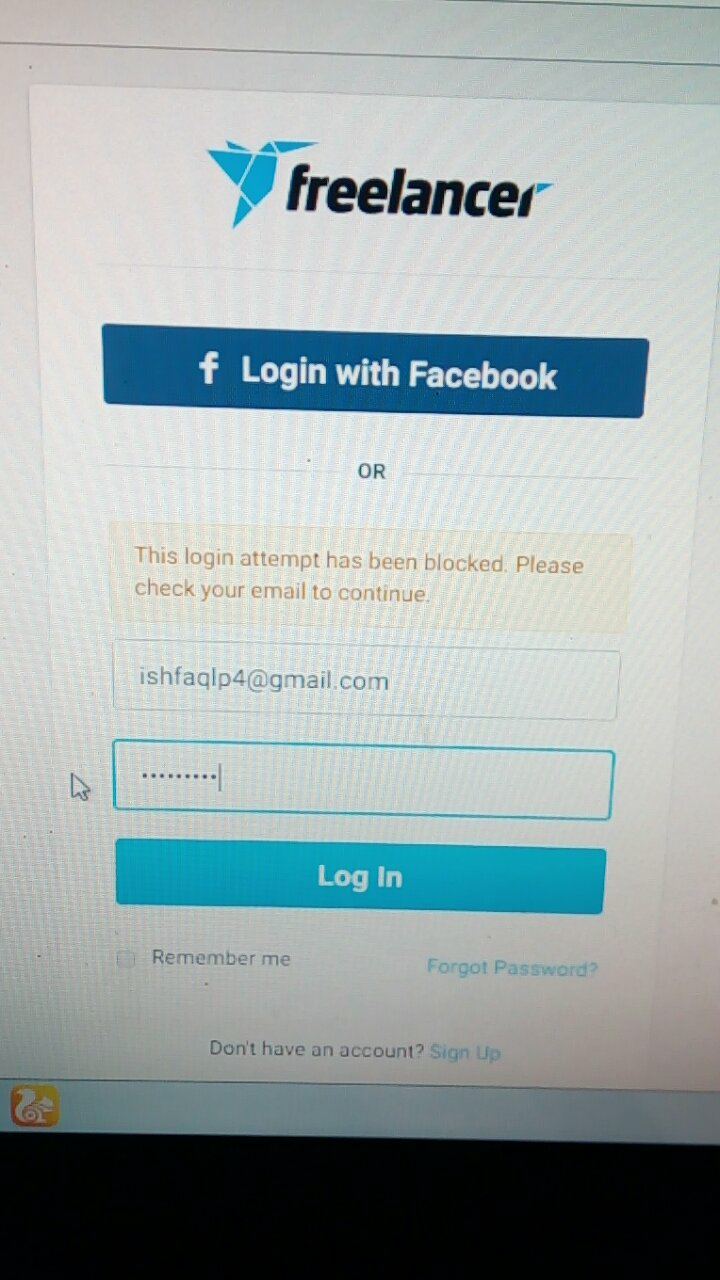 freelancer
f Login with Facebook
OR
This login attempt has been blocked. Please
check your email to continue.
ishfaqlp4@gmail.com
Log In
Remember me
Forgot Password?
Don't have an account? Sign Up